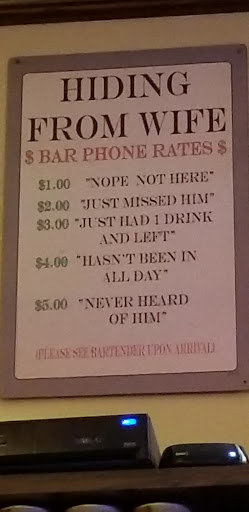 HIDING
FROM WIFE
$ BAR PHONE RATES $
$1.00 "NOPE NOT HERE"
$2.00 "JUST MISSED HIM"
$3.00 "JUST HAD 1 DRINK
AND LEFT"
$4.00 "HASN'T BEEN IN
ALL DAY"
$5.00 "NEVER HEARD
OF HIM"
(PLEASE SEE BARTENDER UPON ARRIVAL)